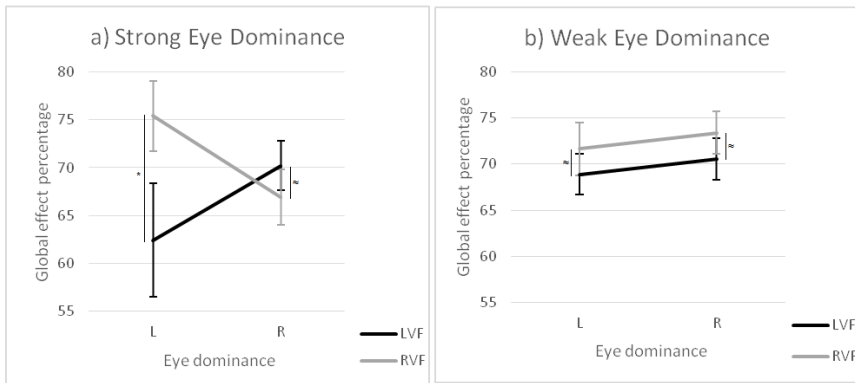 a) Strong Eye Dominance
Global effect percentage
80
75
70
65
60
55
*
≈
L
R
Eye dominance
LVF
RVF
b) Weak Eye Dominance
Global effect percentage
80
75
70
65
60
55
≈
≈
L
R
Eye dominance
LVF
RVF